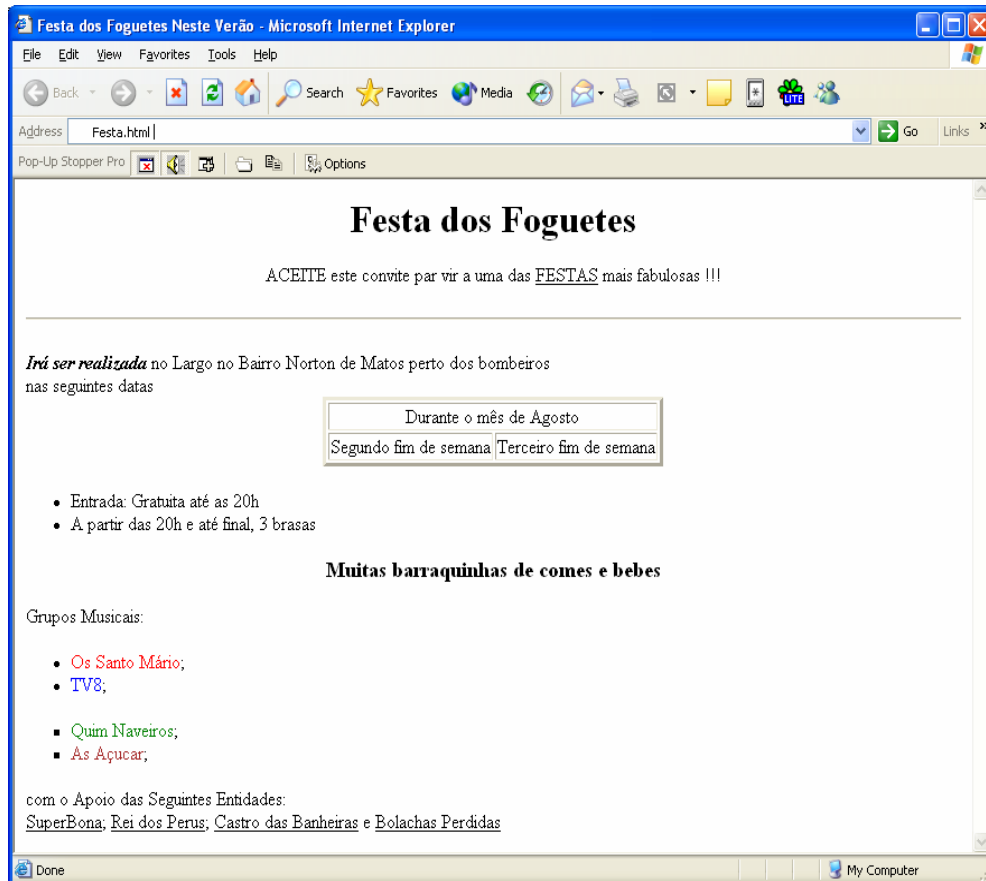 Festa dos Foguetes Neste Verão - Microsoft Internet Explorer
File Edit View Favorites Tools Help
Back Search Favorites Media LITE
Address Festa.html Go Links »
Pop-Up Stopper Pro Options
Festa dos Foguetes
ACEITE este convite par vir a uma das FESTAS mais fabulosas !!!
Irá ser realizada no Largo no Bairro Norton de Matos perto dos bombeiros
nas seguintes datas
Durante o mês de Agosto
Segundo fim de semana Terceiro fim de semana
• Entrada: Gratuita até as 20h
• A partir das 20h e até final, 3 brasas
Muitas barraquinhas de comes e bebes
Grupos Musicais:
• Os Santo Mário;
• TV8;
▪ Quim Naveiros;
▪ As Açucar;
com o Apoio das Seguintes Entidades:
SuperBona; Rei dos Perus; Castro das Banheiras e Bolachas Perdidas
Done My Computer